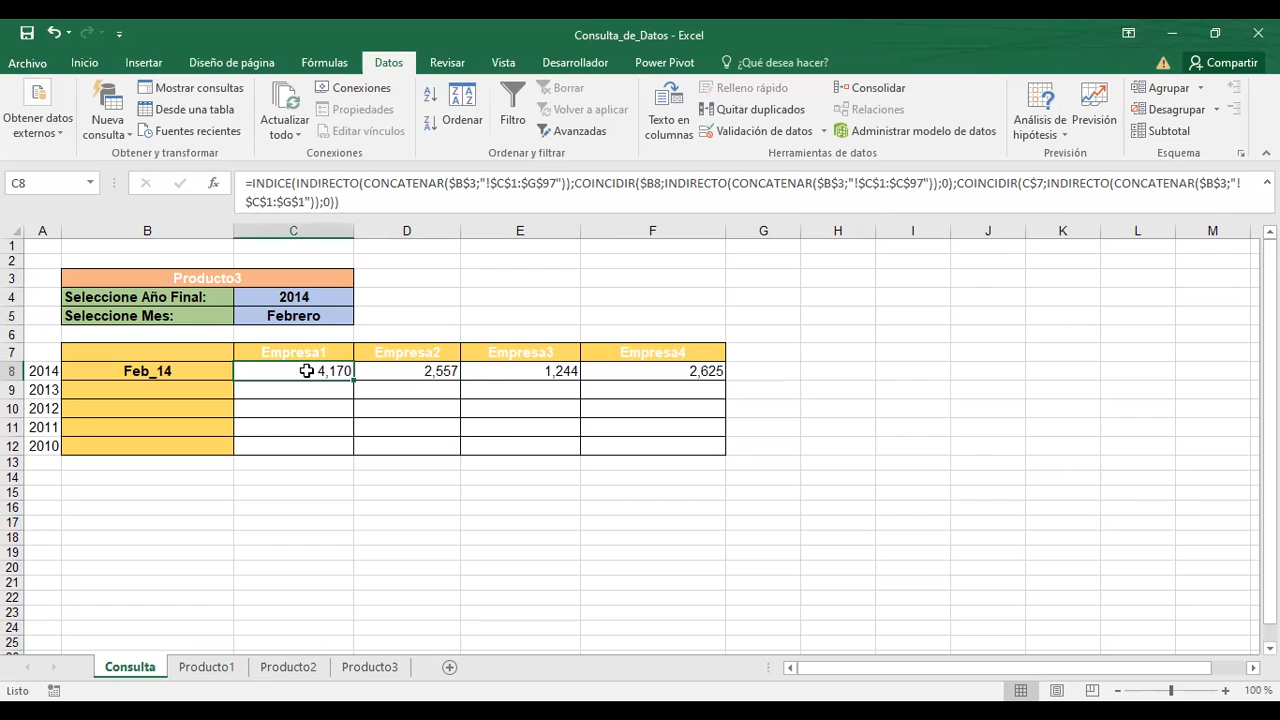 Consulta_de_Datos - Excel
Archivo Inicio Insertar Diseño de página Fórmulas Datos Revisar Vista Desarrollador Power Pivot ¿Qué desea hacer? Compartir
Obtener datos externos
Nueva consulta
Mostrar consultas
Desde una tabla
Fuentes recientes
Obtener y transformar
Actualizar todo
Conexiones
Propiedades
Editar vínculos
Conexiones
Ordenar
Filtro
Borrar
Volver a aplicar
Avanzadas
Ordenar y filtrar
Texto en columnas
Relleno rápido
Quitar duplicados
Validación de datos
Consolidar
Relaciones
Administrar modelo de datos
Herramientas de datos
Análisis de hipótesis
Previsión
Previsión
Agrupar
Desagrupar
Subtotal
Esquema
C8
=INDICE(INDIRECTO(CONCATENAR($B$3;"!$C$1:$G$97"));COINCIDIR($B8;INDIRECTO(CONCATENAR($B$3;"!$C$1:$C$97"));0);COINCIDIR(C$7;INDIRECTO(CONCATENAR($B$3;"!
$C$1:$G$1"));0))
A B C D E F G H I J K L M
1
2
3 Producto3
4 Seleccione Año Final: 2014
5 Seleccione Mes: Febrero
6
7 Empresa1 Empresa2 Empresa3 Empresa4
8 2014 Feb_14 4,170 2,557 1,244 2,625
9 2013
10 2012
11 2011
12 2010
13
14
15
16
17
18
19
20
21
22
23
24
25
Consulta Producto1 Producto2 Producto3
Listo 100 %